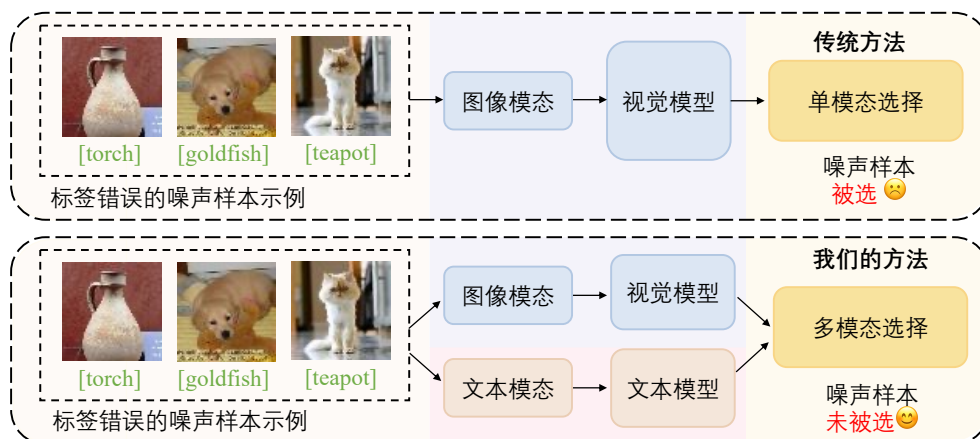 传统方法
图像模态
视觉模型
单模态选择
[torch]
[goldfish]
[teapot]
标签错误的噪声样本示例
噪声样本
被选
我们的方法
图像模态
视觉模型
多模态选择
[torch]
[goldfish]
[teapot]
文本模态
文本模型
标签错误的噪声样本示例
噪声样本
未被选